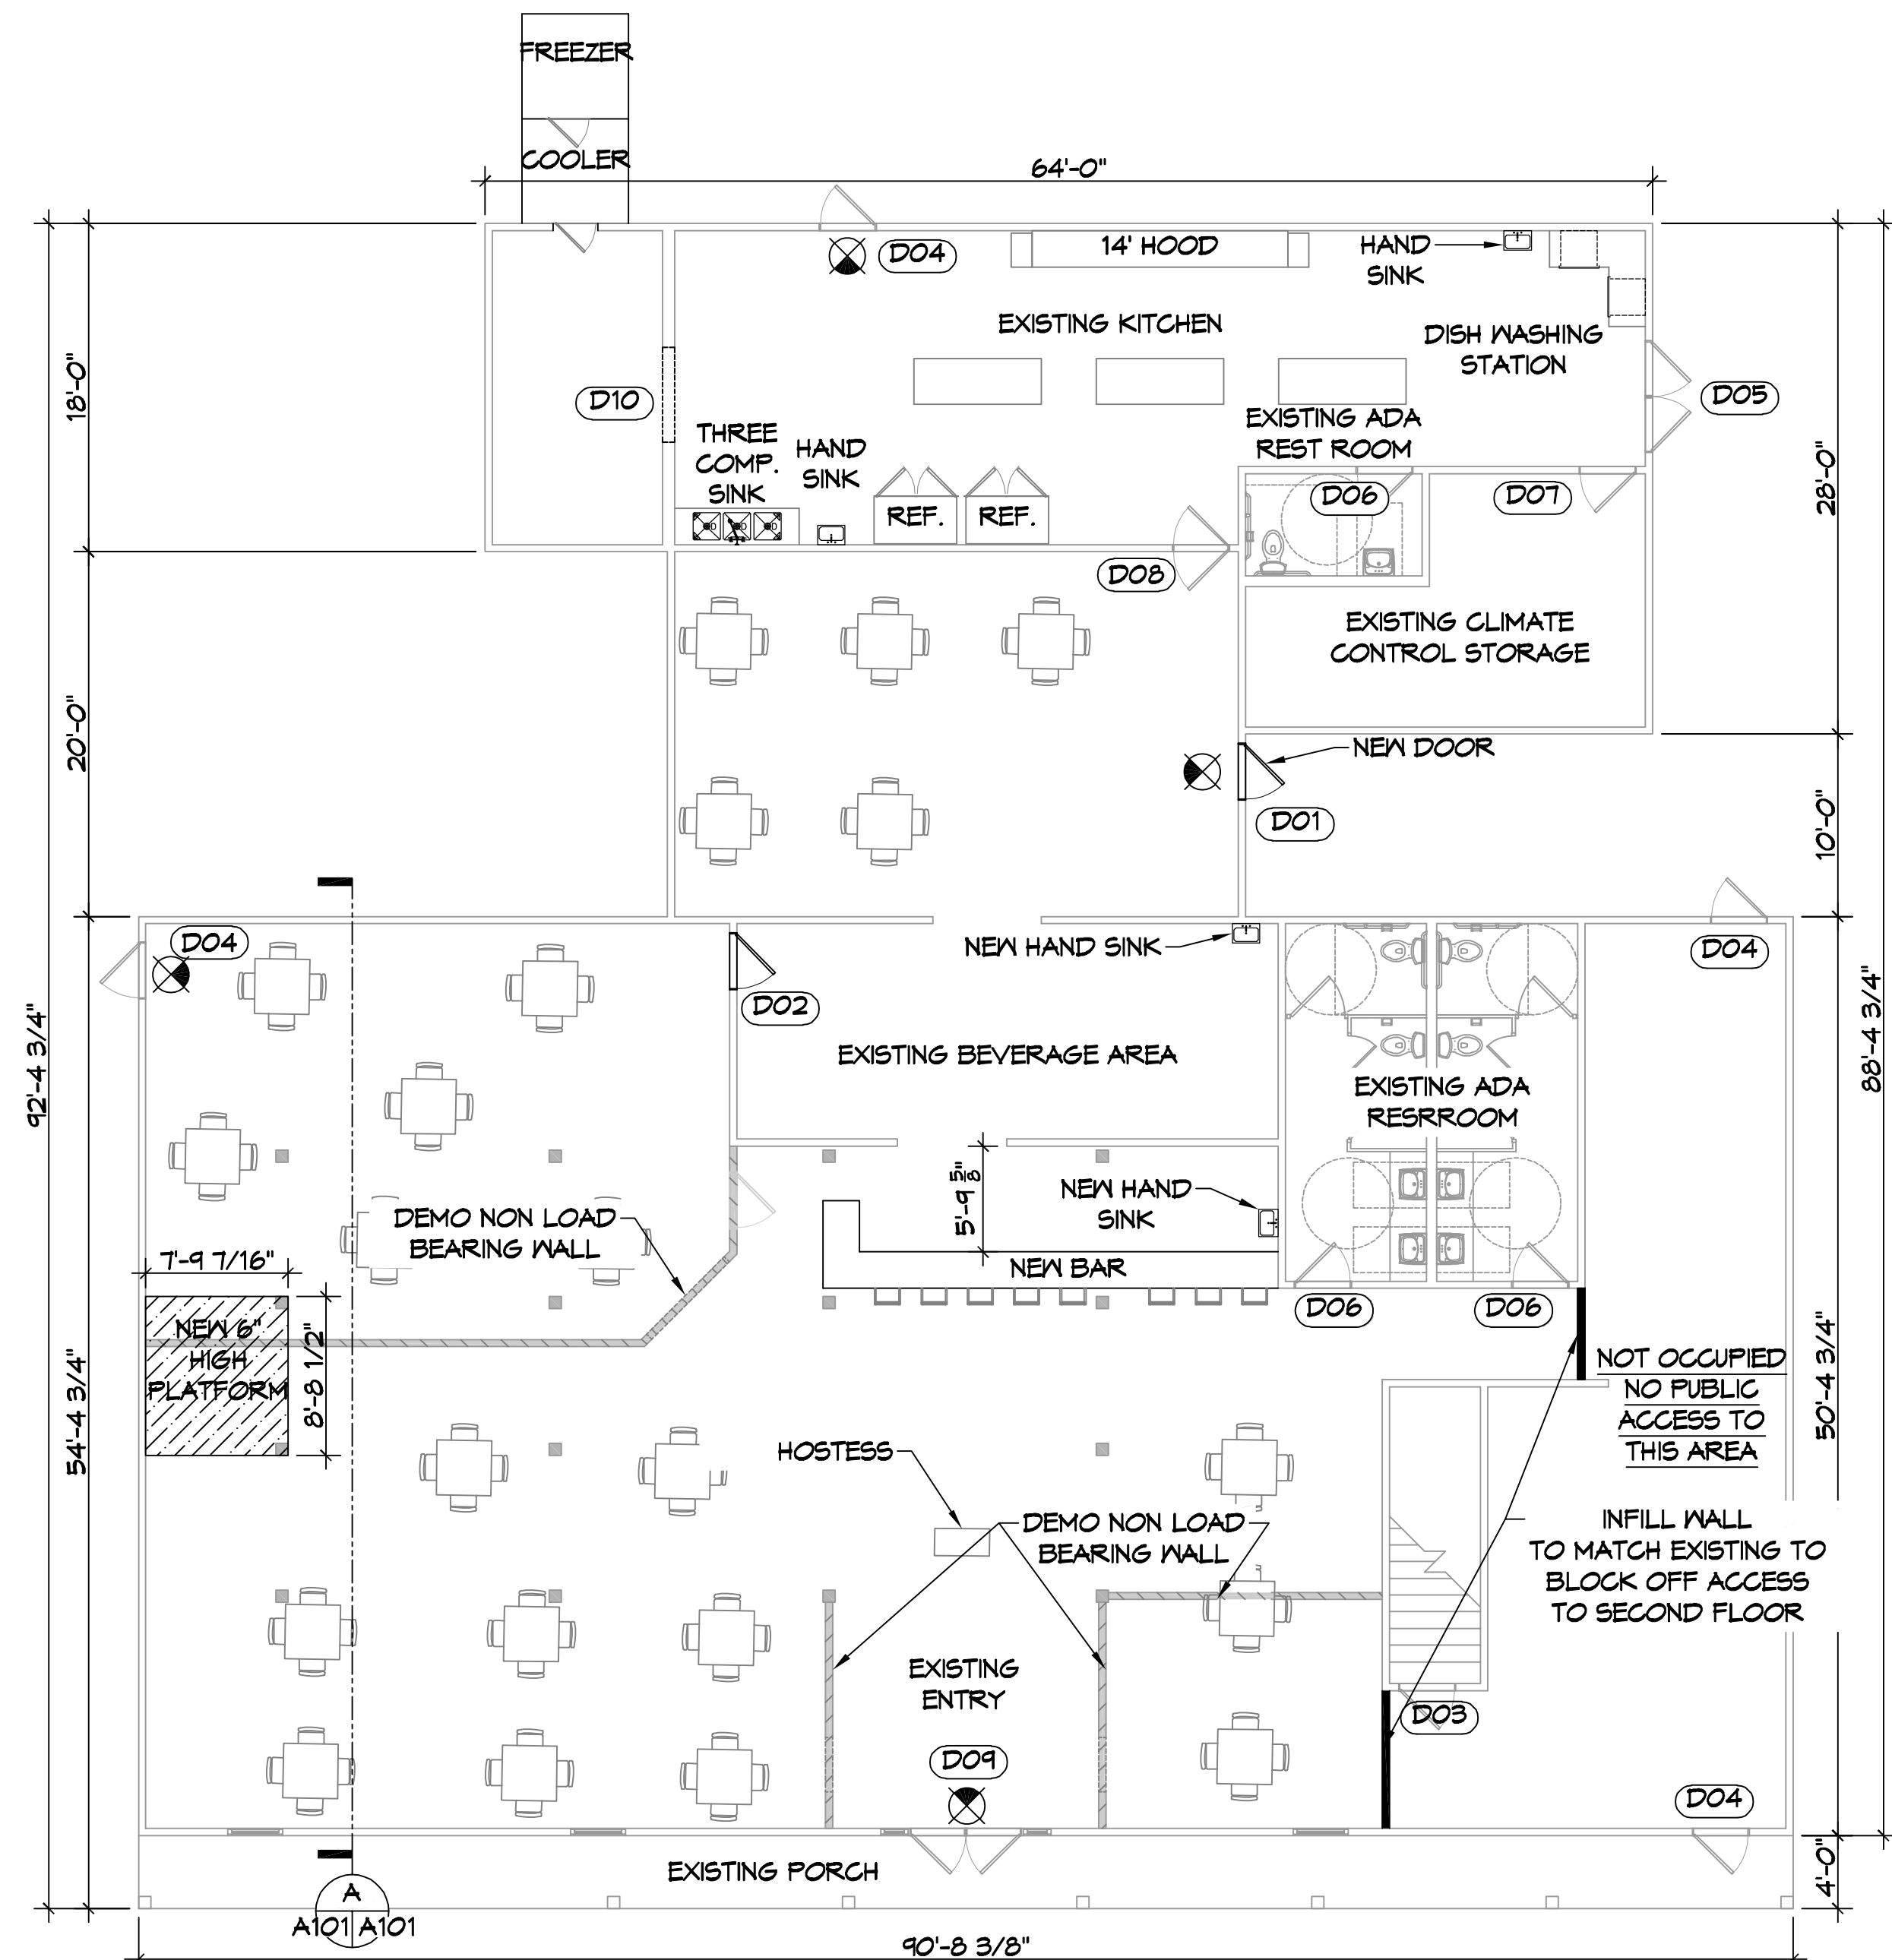 FREEZER
COOLER
64'-0"
D04
14' HOOD
HAND
SINK
EXISTING KITCHEN
DISH WASHING
STATION
18'-0"
D10
D05
THREE
COMP.
SINK
HAND
SINK
EXISTING ADA
REST ROOM
28'-0"
REF.
REF.
D06
D07
D08
EXISTING CLIMATE
CONTROL STORAGE
20'-0"
NEW DOOR
D01
10'-0"
D04
NEW HAND SINK
D04
D02
92'-4 3/4"
88'-4 3/4"
EXISTING BEVERAGE AREA
EXISTING ADA
RESRROOM
5'-9 5/8"
NEW HAND
SINK
DEMO NON LOAD
BEARING WALL
7'-9 7/16"
NEW BAR
D06
D06
NEW 6"
HIGH
PLATFORM
8'-8 1/2"
54'-4 3/4"
50'-4 3/4"
NOT OCCUPIED
NO PUBLIC
ACCESS TO
THIS AREA
HOSTESS
DEMO NON LOAD
BEARING WALL
INFILL WALL
TO MATCH EXISTING TO
BLOCK OFF ACCESS
TO SECOND FLOOR
EXISTING
ENTRY
D03
D09
D04
EXISTING PORCH
4'-0"
A
A101 A101
90'-8 3/8"